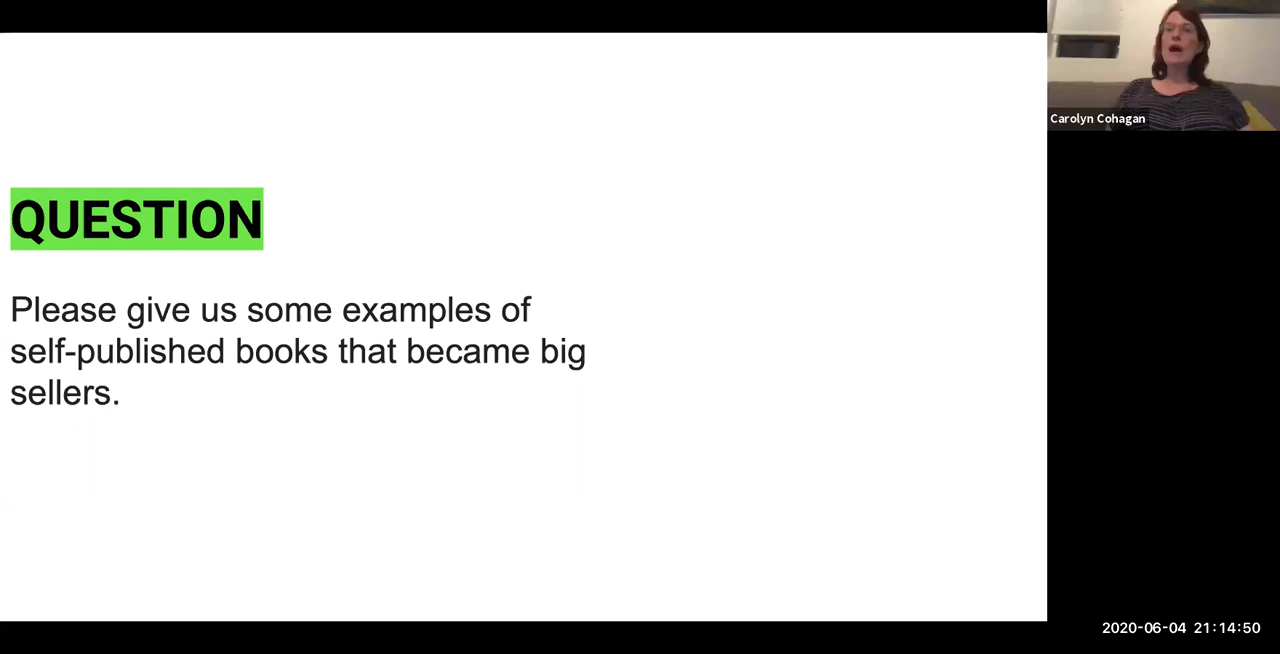 QUESTION
Please give us some examples of
self-published books that became big
sellers.
Carolyn Cohagan
2020-06-04 21:14:50